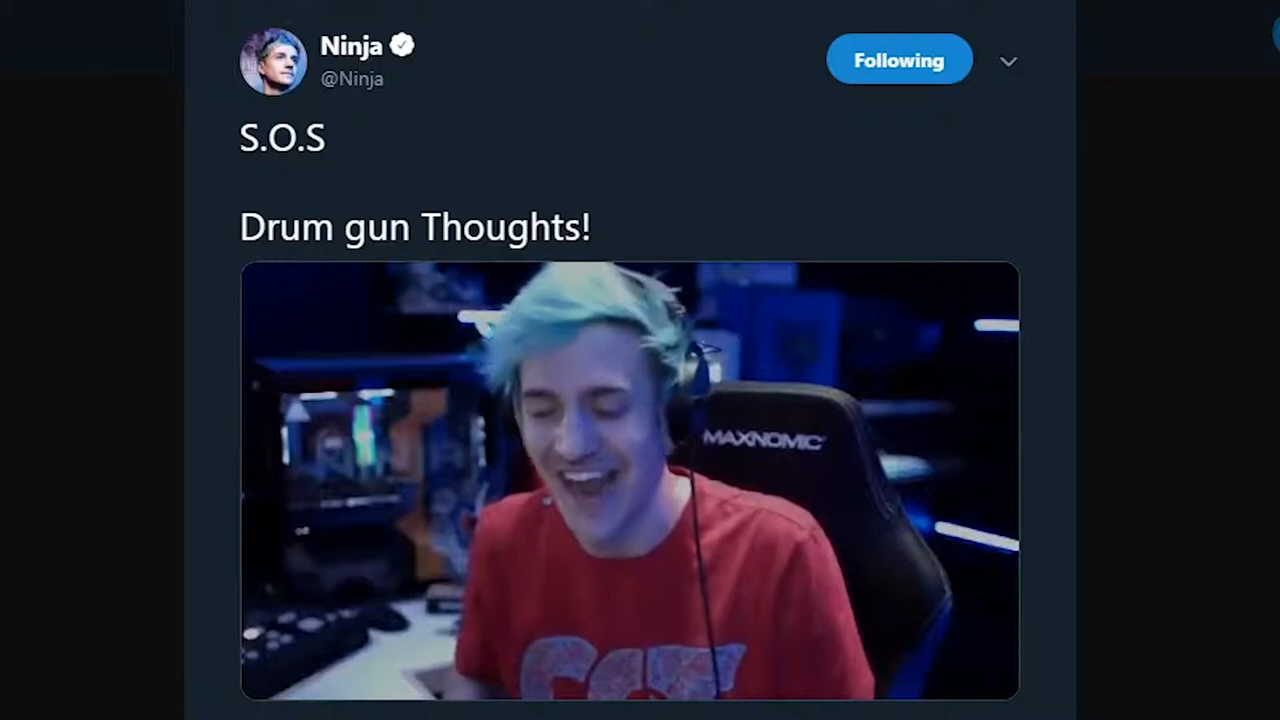 Ninja
@Ninja
Following
S.O.S
Drum gun Thoughts!
MAXNOMIC